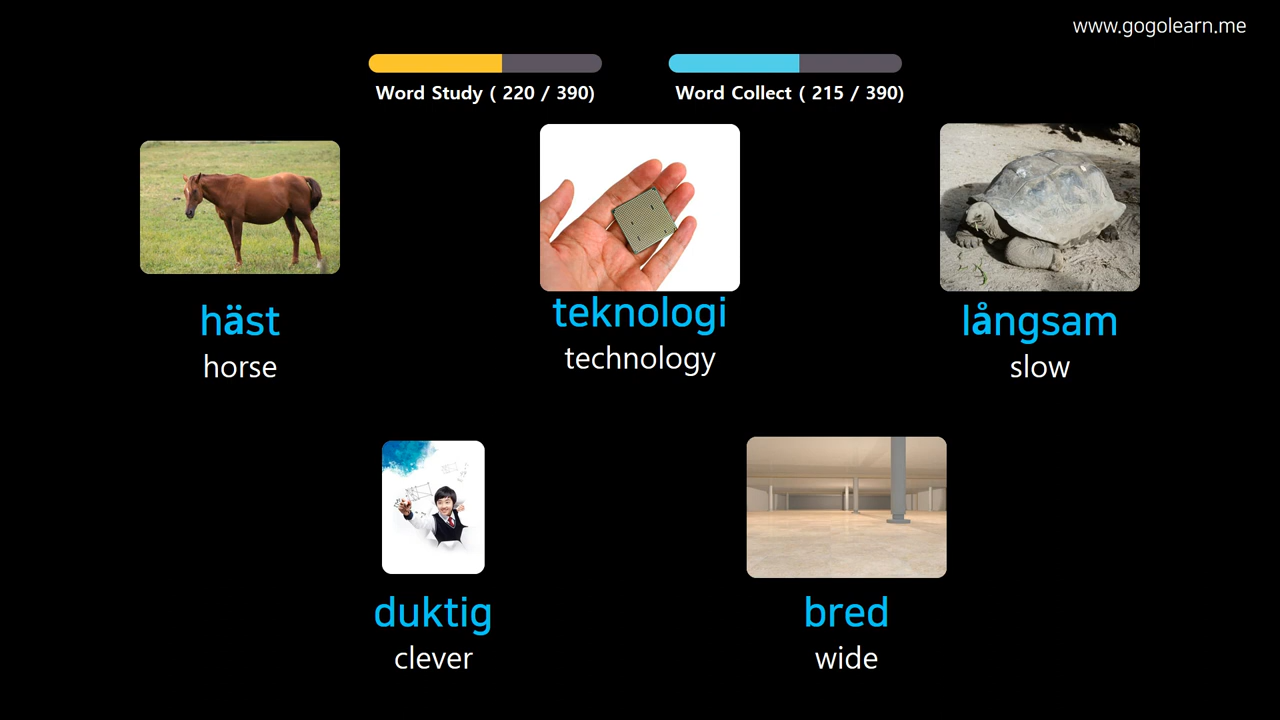 www.gogolearn.me
Word Study ( 220 / 390)
Word Collect ( 215 / 390)
häst
horse
teknologi
technology
långsam
slow
duktig
clever
bred
wide